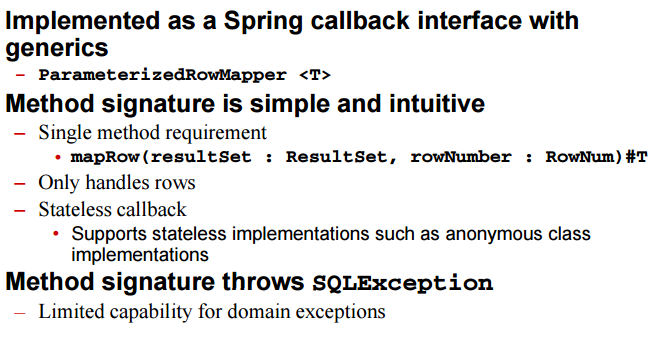 Implemented as a Spring callback interface with
generics
– ParameterizedRowMapper <T>
Method signature is simple and intuitive
– Single method requirement
• mapRow(resultSet : ResultSet, rowNumber : RowNum)#T
– Only handles rows
– Stateless callback
• Supports stateless implementations such as anonymous class
implementations
Method signature throws SQLException
– Limited capability for domain exceptions